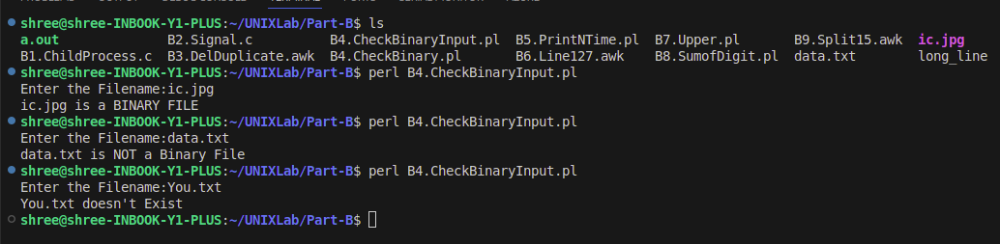 shree@shree-INBOOK-Y1-PLUS:~/UNIXLab/Part-B$ ls
a.out B2.Signal.c B4.CheckBinaryInput.pl B5.PrintNTime.pl B7.Upper.pl B9.Split15.awk ic.jpg
B1.ChildProcess.c B3.DelDuplicate.awk B4.CheckBinary.pl B6.Line127.awk B8.SumofDigit.pl data.txt long_line
shree@shree-INBOOK-Y1-PLUS:~/UNIXLab/Part-B$ perl B4.CheckBinaryInput.pl
Enter the Filename:ic.jpg
ic.jpg is a BINARY FILE
shree@shree-INBOOK-Y1-PLUS:~/UNIXLab/Part-B$ perl B4.CheckBinaryInput.pl
Enter the Filename:data.txt
data.txt is NOT a Binary File
shree@shree-INBOOK-Y1-PLUS:~/UNIXLab/Part-B$ perl B4.CheckBinaryInput.pl
Enter the Filename:You.txt
You.txt doesn't Exist
shree@shree-INBOOK-Y1-PLUS:~/UNIXLab/Part-B$